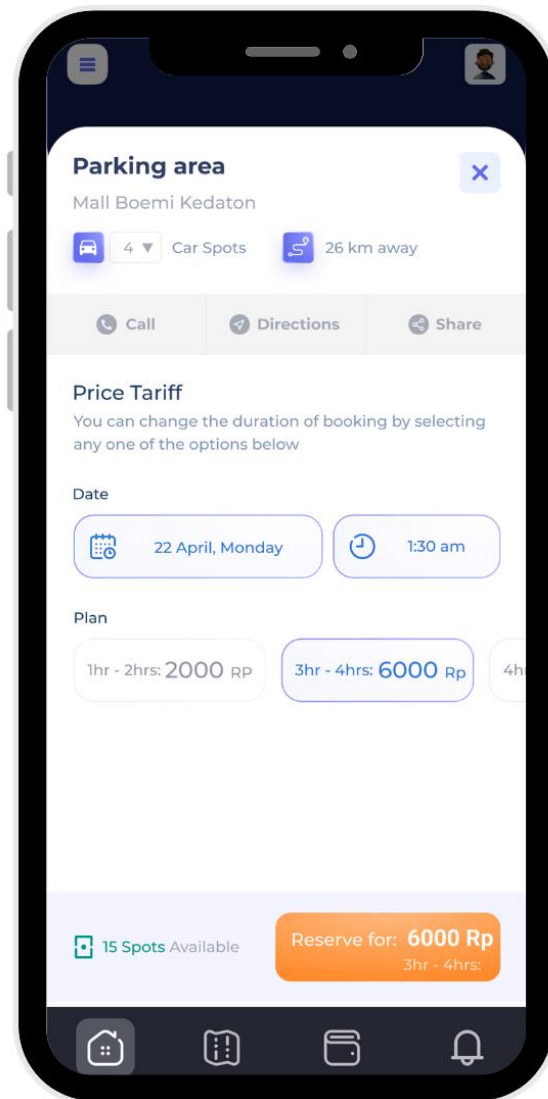 Parking area
Mall Boemi Kedaton
4 ▼ Car Spots 26 km away
Call Directions Share
Price Tariff
You can change the duration of booking by selecting
any one of the options below
Date
22 April, Monday 1:30 am
Plan
1hr - 2hrs: 2000 RP 3hr - 4hrs: 6000 Rp 4h
15 Spots Available Reserve for: 6000 Rp
3hr - 4hrs: